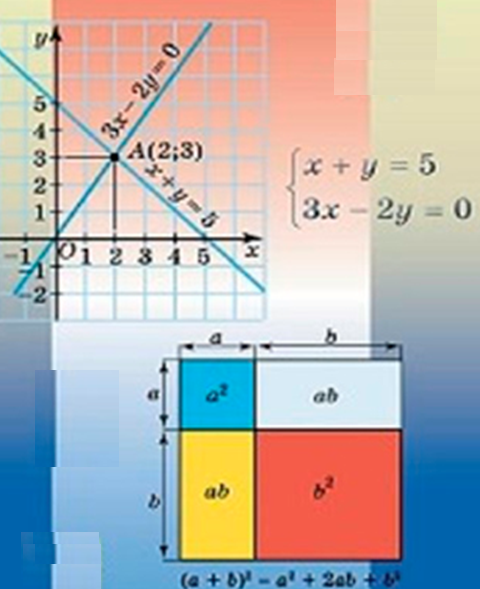 y
3x − 2y = 0
5
4
3
2
1
A(2;3)
x + y = 5
−1 O 1 2 3 4 5 x
−1
−2
x + y = 5
3x − 2y = 0
a b
a a² ab
b ab b²
(a + b)² = a² + 2ab + b²